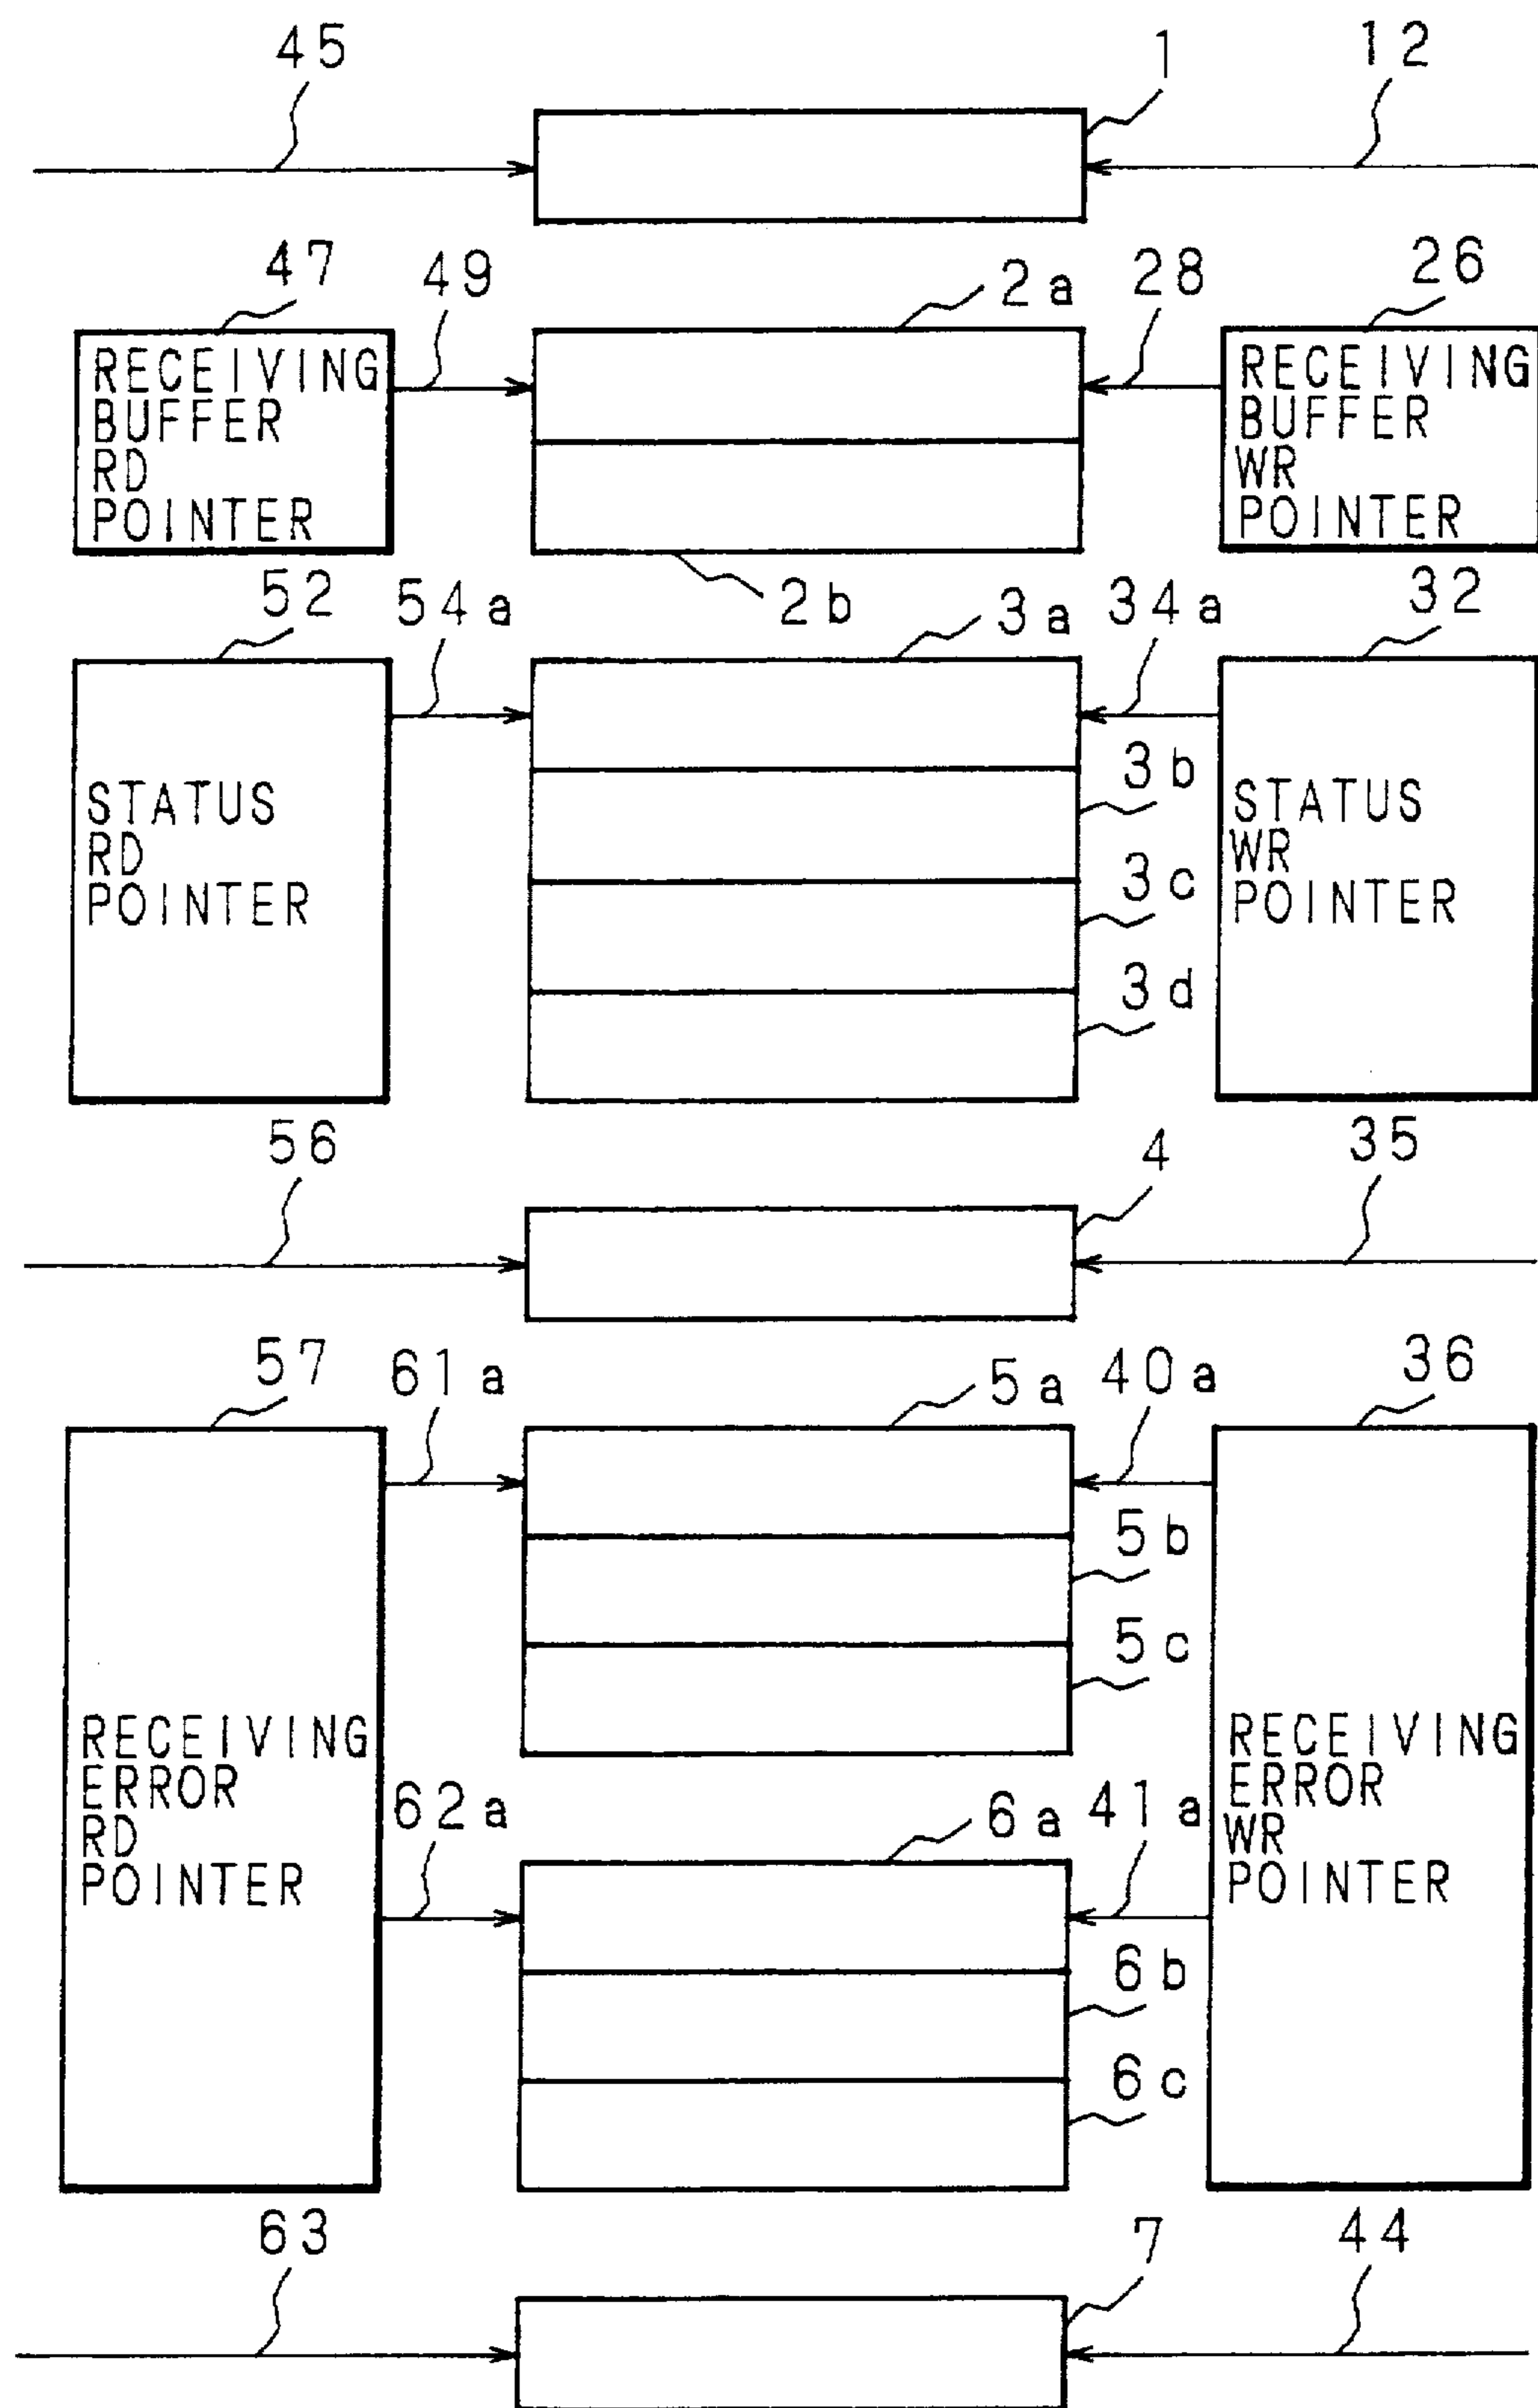 45
1
12
47
49
2a
28
26
RECEIVING
BUFFER
RD
POINTER
RECEIVING
BUFFER
WR
POINTER
52
54a
2b
3a
34a
32
STATUS
RD
POINTER
3b
3c
3d
STATUS
WR
POINTER
56
4
35
57
61a
5a
40a
36
5b
5c
RECEIVING
ERROR
RD
POINTER
RECEIVING
ERROR
WR
POINTER
62a
6a
41a
6b
6c
63
7
44